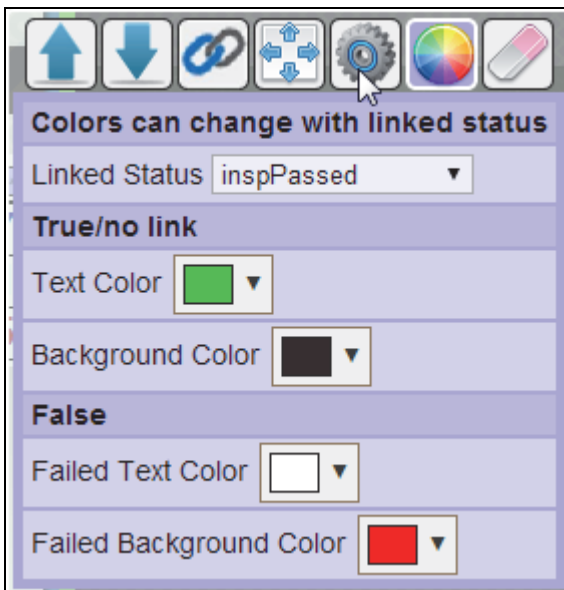 Colors can change with linked status
Linked Status inspPassed
True/no link
Text Color
Background Color
False
Failed Text Color
Failed Background Color